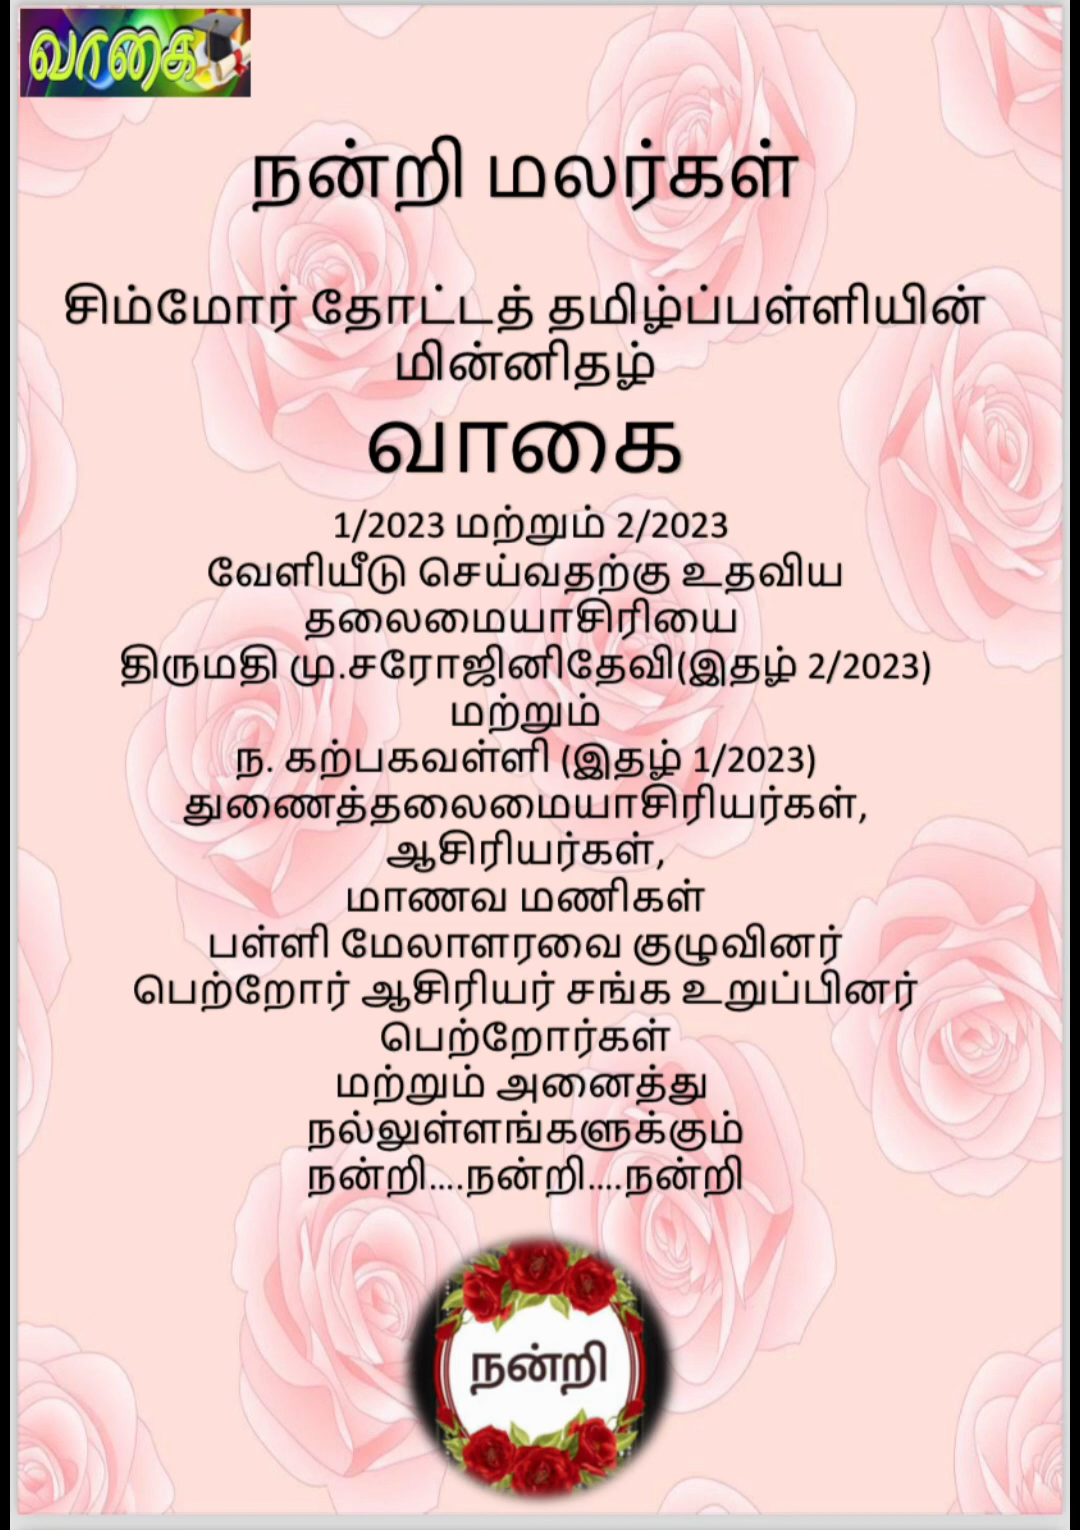 வாகை
நன்றி மலர்கள்
சிம்மோர் தோட்டத் தமிழ்ப்பள்ளியின்
மின்னிதழ்
வாகை
1/2023 மற்றும் 2/2023
வேளியீடு செய்வதற்கு உதவிய
தலைமையாசிரியை
திருமதி மு.சரோஜினிதேவி(இதழ் 2/2023)
மற்றும்
ந. கற்பகவள்ளி (இதழ் 1/2023)
துணைத்தலைமையாசிரியர்கள்,
ஆசிரியர்கள்,
மாணவ மணிகள்
பள்ளி மேலாளரவை குழுவினர்
பெற்றோர் ஆசிரியர் சங்க உறுப்பினர்
பெற்றோர்கள்
மற்றும் அனைத்து
நல்லுள்ளங்களுக்கும்
நன்றி....நன்றி....நன்றி
நன்றி